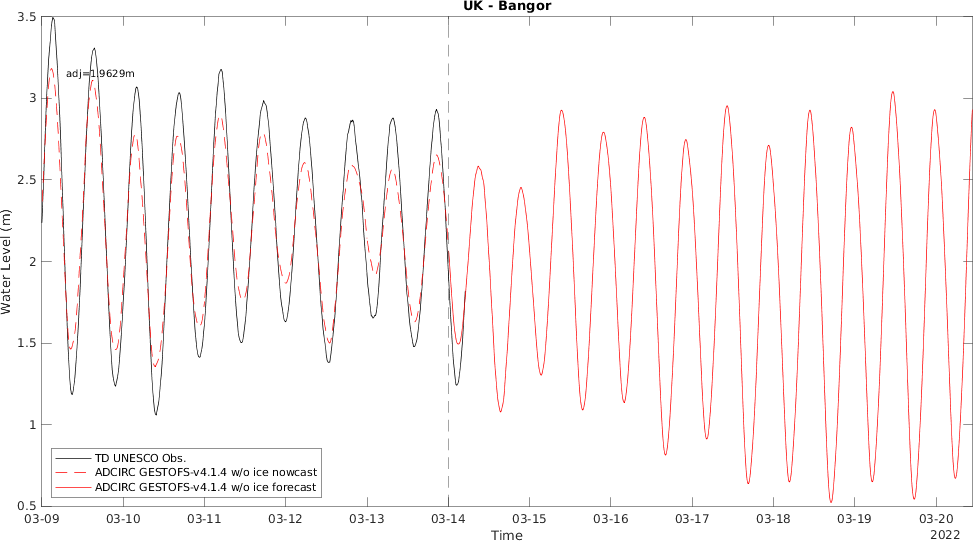 UK - Bangor
3.5
adj=1.9629m
3
2.5
2
1.5
1
0.5
Water Level (m)
TD UNESCO Obs.
ADCIRC GESTOFS-v4.1.4 w/o ice nowcast
ADCIRC GESTOFS-v4.1.4 w/o ice forecast
03-09 03-10 03-11 03-12 03-13 03-14 03-15 03-16 03-17 03-18 03-19 03-20
Time
2022